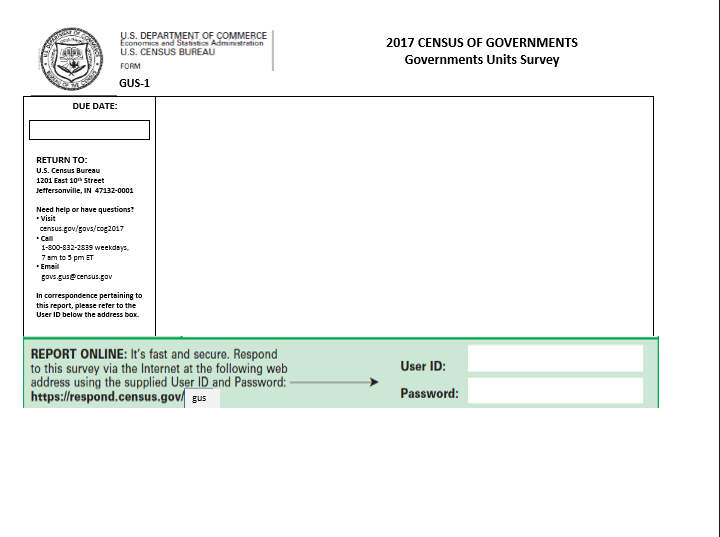 U.S. DEPARTMENT OF COMMERCE
Economics and Statistics Administration
U.S. CENSUS BUREAU
FORM
GUS-1
2017 CENSUS OF GOVERNMENTS
Governments Units Survey
DUE DATE:
RETURN TO:
U.S. Census Bureau
1201 East 10th Street
Jeffersonville, IN 47132-0001
Need help or have questions?
• Visit
census.gov/govs/cog2017
• Call
1-800-832-2839 weekdays,
7 am to 5 pm ET
• Email
govs.gus@census.gov
In correspondence pertaining to
this report, please refer to the
User ID below the address box.
REPORT ONLINE: It's fast and secure. Respond
to this survey via the Internet at the following web
address using the supplied User ID and Password:
https://respond.census.gov/ gus
User ID:
Password: